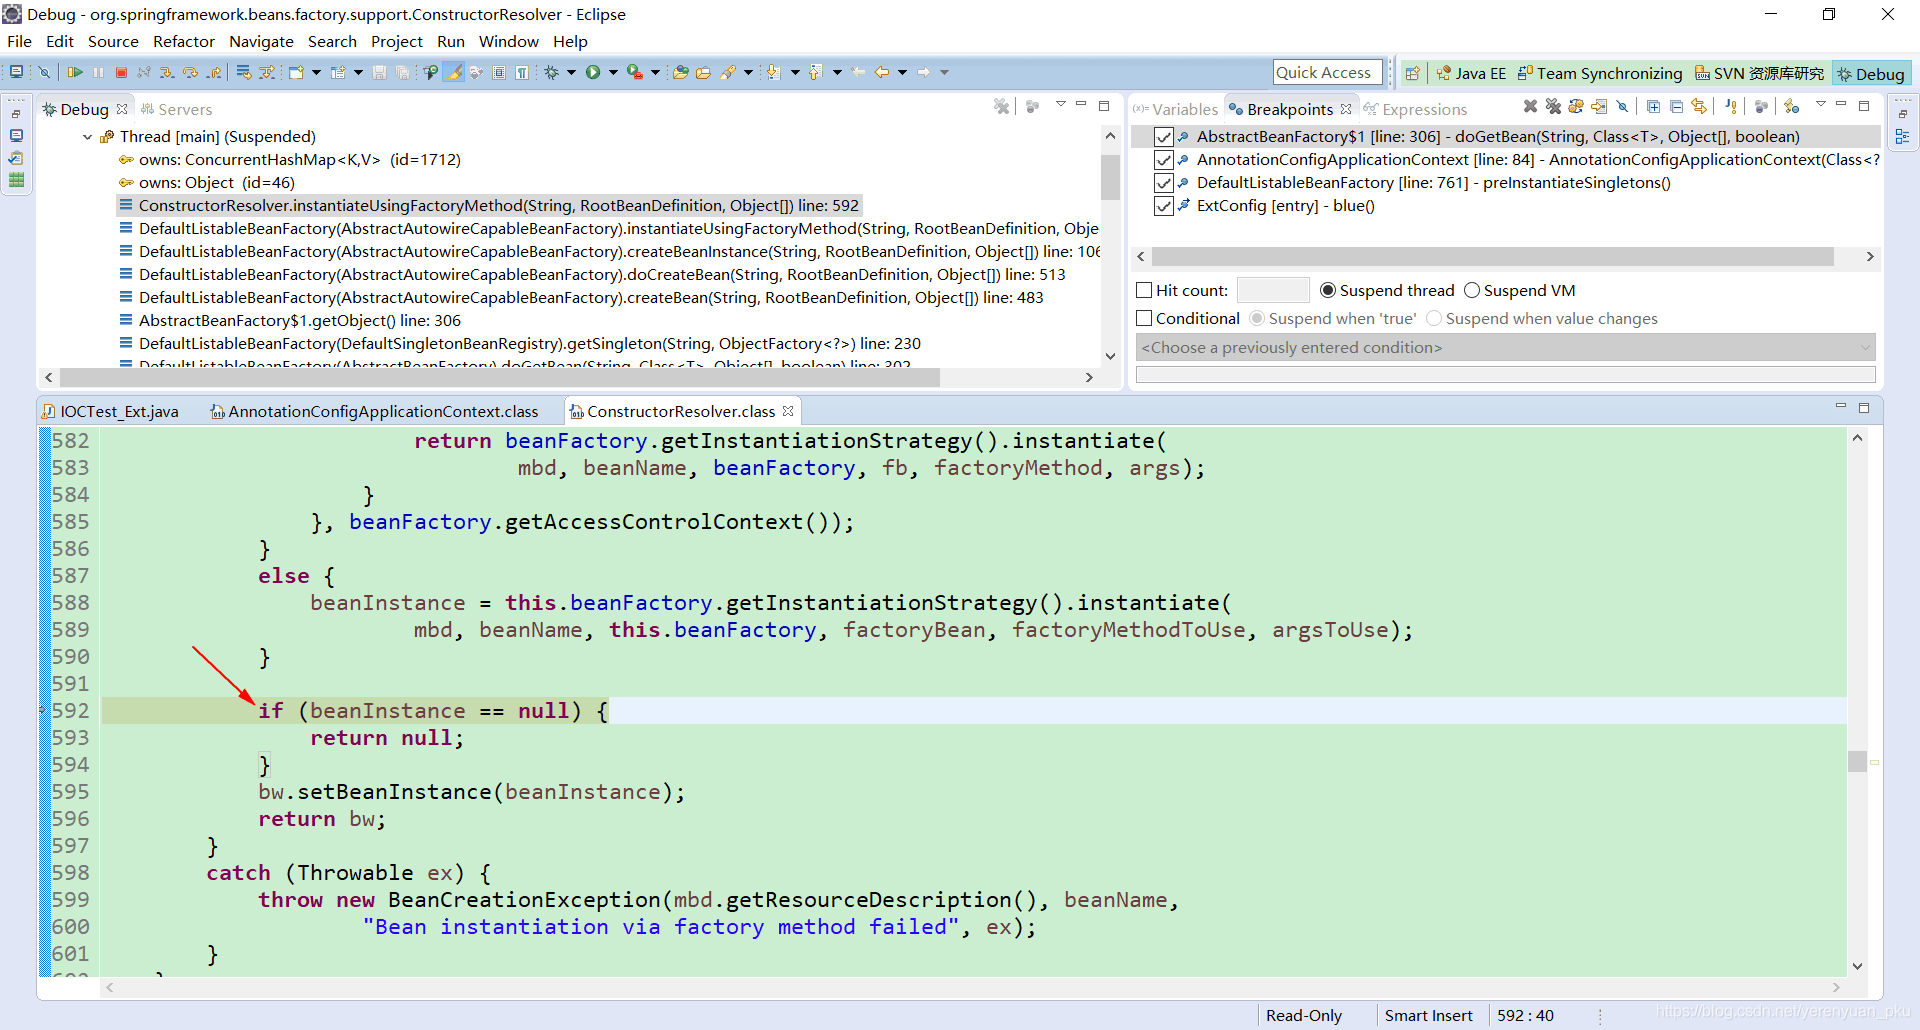 Debug - org.springframework.beans.factory.support.ConstructorResolver - Eclipse
File Edit Source Refactor Navigate Search Project Run Window Help
Quick Access
Java EE
Team Synchronizing
SVN 资源库研究
Debug
Debug
Servers
Thread [main] (Suspended)
owns: ConcurrentHashMap<K,V> (id=1712)
owns: Object (id=46)
ConstructorResolver.instantiateUsingFactoryMethod(String, RootBeanDefinition, Object[]) line: 592
DefaultListableBeanFactory(AbstractAutowireCapableBeanFactory).instantiateUsingFactoryMethod(String, RootBeanDefinition, Obje
DefaultListableBeanFactory(AbstractAutowireCapableBeanFactory).createBeanInstance(String, RootBeanDefinition, Object[]) line: 106
DefaultListableBeanFactory(AbstractAutowireCapableBeanFactory).doCreateBean(String, RootBeanDefinition, Object[]) line: 513
DefaultListableBeanFactory(AbstractAutowireCapableBeanFactory).createBean(String, RootBeanDefinition, Object[]) line: 483
AbstractBeanFactory$1.getObject() line: 306
DefaultListableBeanFactory(DefaultSingletonBeanRegistry).getSingleton(String, ObjectFactory<?>) line: 230
DefaultListableBeanFactory(AbstractBeanFactory).doGetBean(String, Class<T>, Object[], boolean) line: 302
(x)= Variables
Breakpoints
Expressions
AbstractBeanFactory$1 [line: 306] - doGetBean(String, Class<T>, Object[], boolean)
AnnotationConfigApplicationContext [line: 84] - AnnotationConfigApplicationContext(Class<?
DefaultListableBeanFactory [line: 761] - preInstantiateSingletons()
ExtConfig [entry] - blue()
Hit count:
Suspend thread
Suspend VM
Conditional
Suspend when 'true'
Suspend when value changes
<Choose a previously entered condition>
IOCTest_Ext.java
AnnotationConfigApplicationContext.class
ConstructorResolver.class
582 return beanFactory.getInstantiationStrategy().instantiate(
583 mbd, beanName, beanFactory, fb, factoryMethod, args);
584 }
585 }, beanFactory.getAccessControlContext());
586 }
587 else {
588 beanInstance = this.beanFactory.getInstantiationStrategy().instantiate(
589 mbd, beanName, this.beanFactory, factoryBean, factoryMethodToUse, argsToUse);
590 }
591
592 if (beanInstance == null) {
593 return null;
594 }
595 bw.setBeanInstance(beanInstance);
596 return bw;
597 }
598 catch (Throwable ex) {
599 throw new BeanCreationException(mbd.getResourceDescription(), beanName,
600 "Bean instantiation via factory method failed", ex);
601 }
602 }
Read-Only
Smart Insert
592 : 40
https://blog.csdn.net/yerenyuan_pku